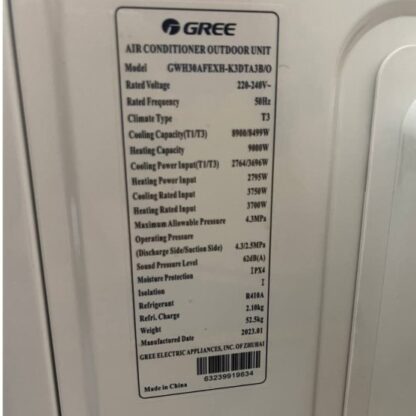 GREE
AIR CONDITIONER OUTDOOR UNIT
Model GWH30AFEXH-K3DTA3B/O
Rated Voltage 220-240V~
Rated Frequency 50Hz
Climate Type T3
Cooling Capacity(T1/T3) 8900/8499W
Heating Capacity 9000W
Cooling Power Input(T1/T3) 2764/3696W
Heating Power Input 2795W
Cooling Rated Input 3750W
Heating Rated Input 3700W
Maximum Allowable Pressure 4.3MPa
Operating Pressure
(Discharge Side/Suction Side) 4.3/2.5MPa
Sound Pressure Level 62dB(A)
Moisture Protection IPX4
Isolation I
Refrigerant R410A
Refri. Charge 2.10kg
Weight 52.5kg
Manufactured Date 2023.01
GREE ELECTRIC APPLIANCES, INC. OF ZHUHAI
63239919634
Made in China